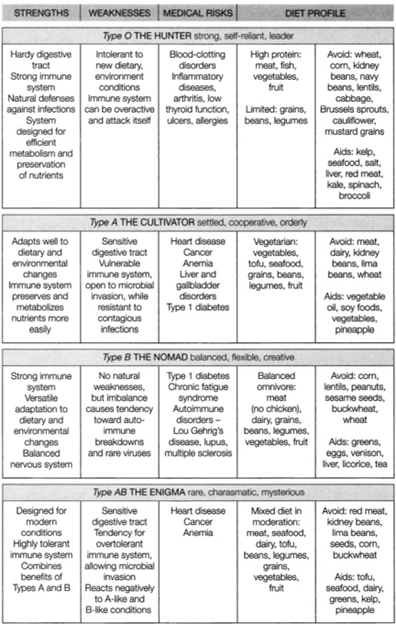 STRENGTHS
WEAKNESSES
MEDICAL RISKS
DIET PROFILE
Type O THE HUNTER strong, self-reliant, leader
Hardy digestive
tract
Strong immune
system
Natural defenses
against infections
System
designed for
efficient
metabolism and
preservation
of nutrients
Intolerant to
new dietary,
environment
conditions
Immune system
can be overactive
and attack itself
Blood-clotting
disorders
Inflammatory
diseases,
arthritis, low
thyroid function,
ulcers, allergies
High protein:
meat, fish,
vegetables,
fruit
Limited: grains,
beans, legumes
Avoid: wheat,
corn, kidney
beans, navy
beans, lentils,
cabbage,
Brussels sprouts,
cauliflower,
mustard grains
Aids: kelp,
seafood, salt,
liver, red meat,
kale, spinach,
broccoli
Type A THE CULTIVATOR settled, cooperative, orderly
Adapts well to
dietary and
environmental
changes
Immune system
preserves and
metabolizes
nutrients more
easily
Sensitive
digestive tract
Vulnerable
immune system,
open to microbial
invasion, while
resistant to
contagious
infections
Heart disease
Cancer
Anemia
Liver and
gallbladder
disorders
Type 1 diabetes
Vegetarian:
vegetables,
tofu, seafood,
grains, beans,
legumes, fruit
Avoid: meat,
dairy, kidney
beans, lima
beans, wheat
Aids: vegetable
oil, soy foods,
vegetables,
pineapple
Type B THE NOMAD balanced, flexible, creative
Strong immune
system
Versatile
adaptation to
dietary and
environmental
changes
Balanced
nervous system
No natural
weaknesses,
but imbalance
causes tendency
toward auto-
immune
breakdowns
and rare viruses
Type 1 diabetes
Chronic fatigue
syndrome
Autoimmune
disorders –
Lou Gehrig's
disease, lupus,
multiple sclerosis
Balanced
omnivore:
meat
(no chicken),
dairy, grains,
beans, legumes,
vegetables, fruit
Avoid: corn,
lentils, peanuts,
sesame seeds,
buckwheat,
wheat
Aids: greens,
eggs, venison,
liver, licorice, tea
Type AB THE ENIGMA rare, charasmatic, mysterious
Designed for
modern
conditions
Highly tolerant
immune system
Combines
benefits of
Types A and B
Sensitive
digestive tract
Tendency for
overtolerant
immune system,
allowing microbial
invasion
Reacts negatively
to A-like and
B-like conditions
Heart disease
Cancer
Anemia
Mixed diet in
moderation:
meat, seafood,
dairy, tofu,
beans, legumes,
grains,
vegetables,
fruit
Avoid: red meat,
kidney beans,
lima beans,
seeds, corn,
buckwheat
Aids: tofu,
seafood, dairy,
greens, kelp,
pineapple